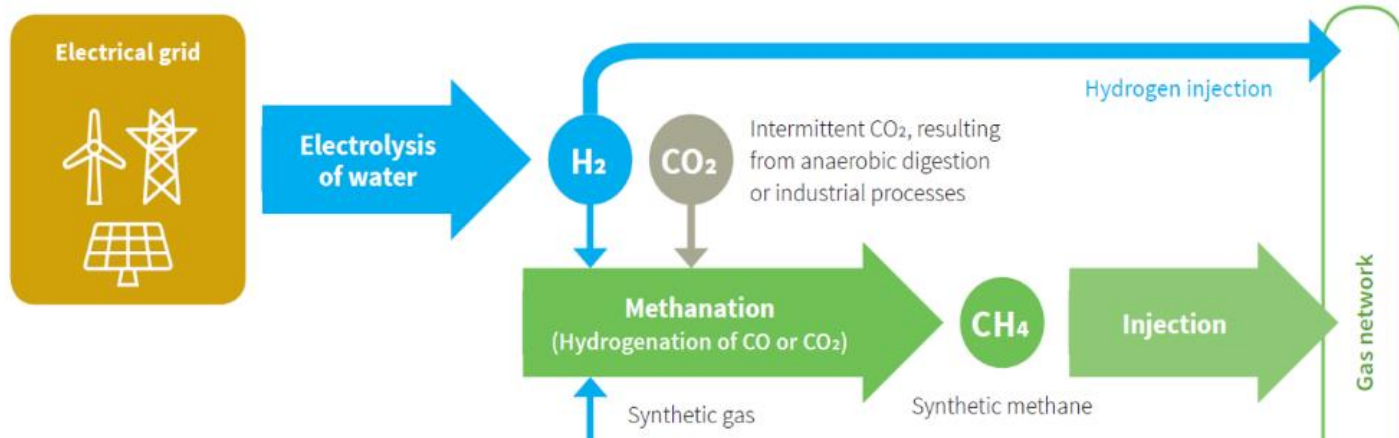 Electrical grid
Electrolysis
of water
H₂
CO₂
Intermittent CO₂, resulting
from anaerobic digestion
or industrial processes
Hydrogen injection
Methanation
(Hydrogenation of CO or CO₂)
CH₄
Injection
Synthetic gas
Synthetic methane
Gas network